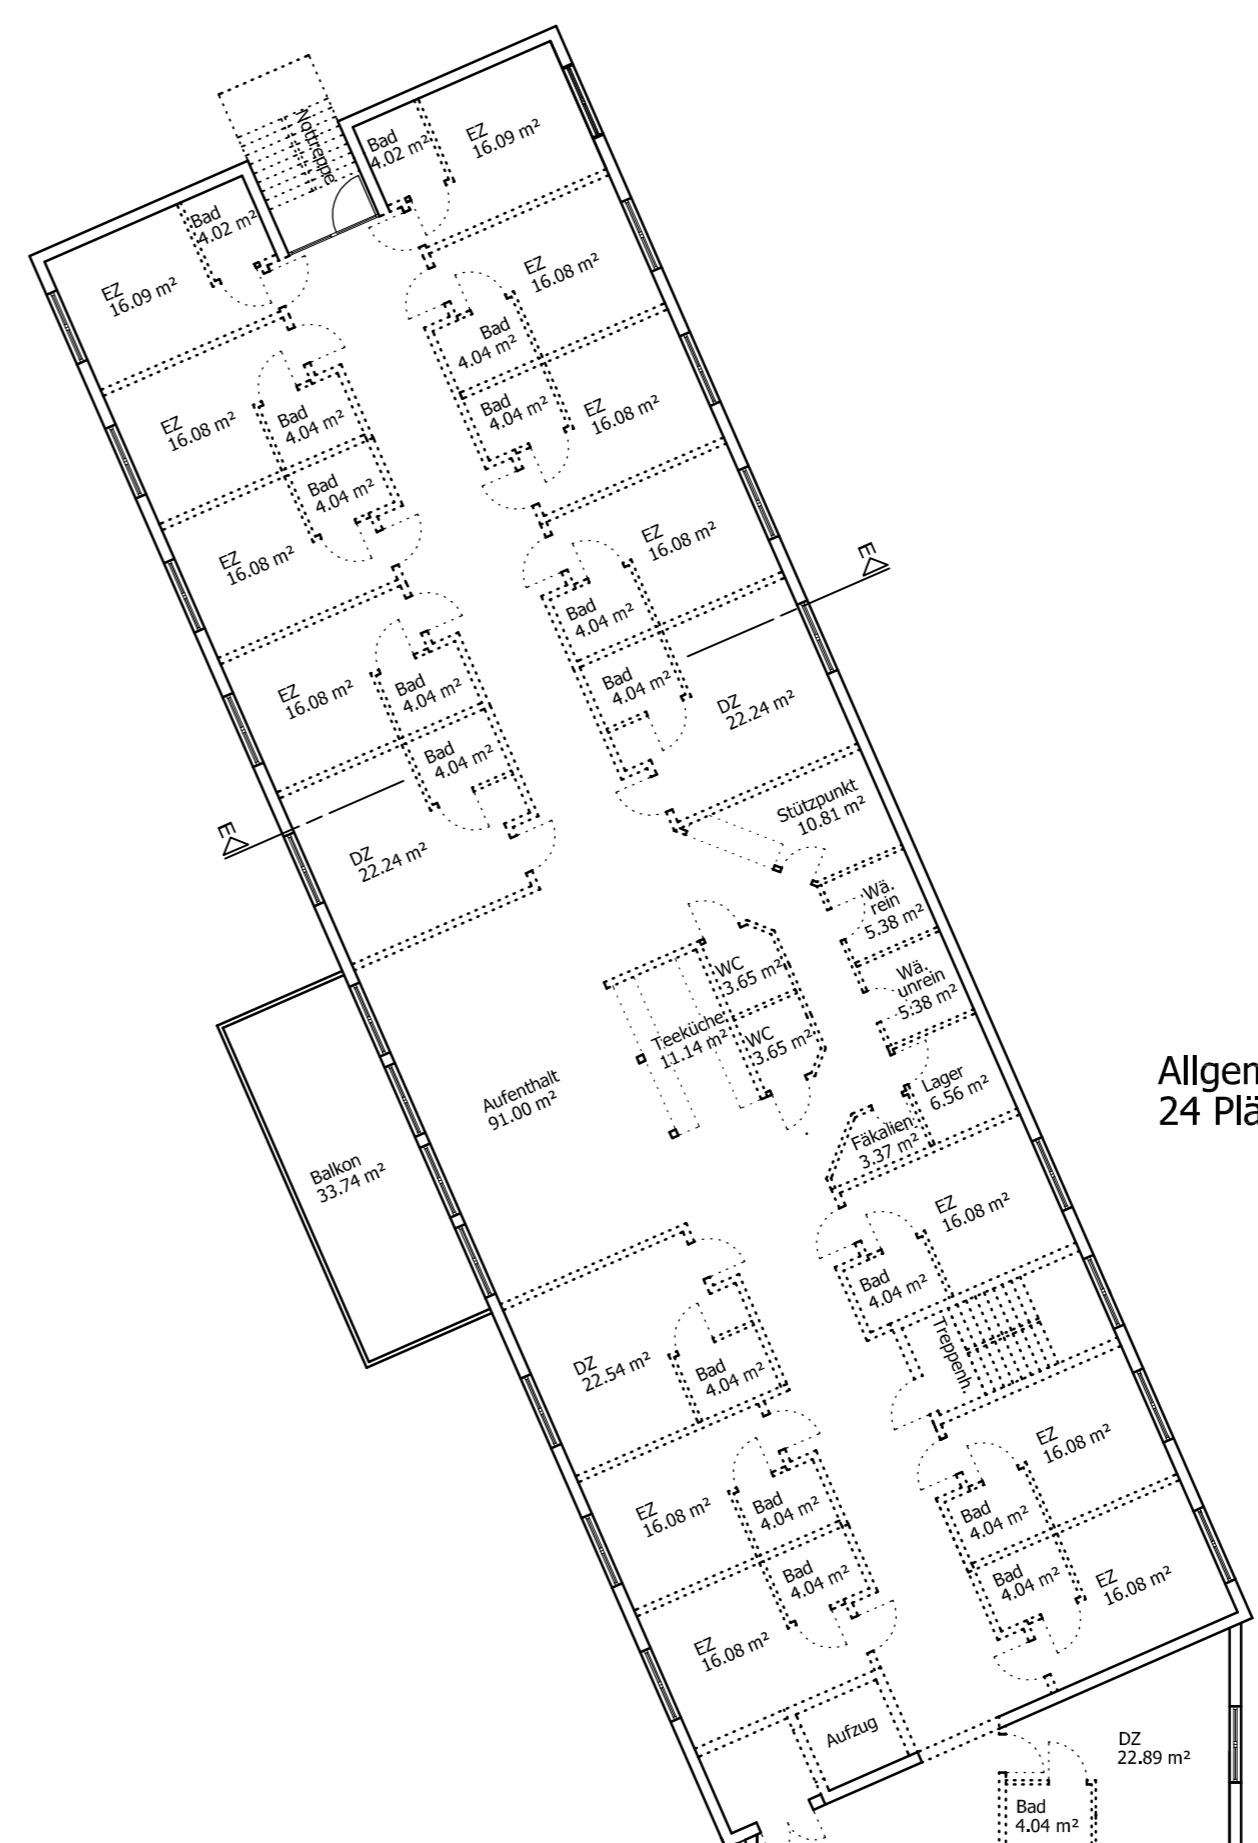 Nottreppe
Bad
4.02 m²
EZ
16.09 m²
Bad
4.02 m²
EZ
16.09 m²
EZ
16.08 m²
Bad
4.04 m²
EZ
16.08 m²
Bad
4.04 m²
Bad
4.04 m²
EZ
16.08 m²
Bad
4.04 m²
EZ
16.08 m²
EZ
16.08 m²
E
Bad
4.04 m²
EZ
16.08 m²
Bad
4.04 m²
Bad
4.04 m²
DZ
22.24 m²
Bad
4.04 m²
E
DZ
22.24 m²
Stützpunkt
10.81 m²
Wä.
rein
5.38 m²
WC
3.65 m²
Wä.
unrein
5.38 m²
Teeküche
11.14 m²
WC
3.65 m²
Aufenthalt
91.00 m²
Lager
6.56 m²
Allgem
24 Plä
Fäkalien
3.37 m²
Balkon
33.74 m²
EZ
16.08 m²
Bad
4.04 m²
Treppenh.
DZ
22.54 m²
Bad
4.04 m²
EZ
16.08 m²
EZ
16.08 m²
Bad
4.04 m²
Bad
4.04 m²
Bad
4.04 m²
Bad
4.04 m²
EZ
16.08 m²
EZ
16.08 m²
Aufzug
DZ
22.89 m²
Bad
4.04 m²